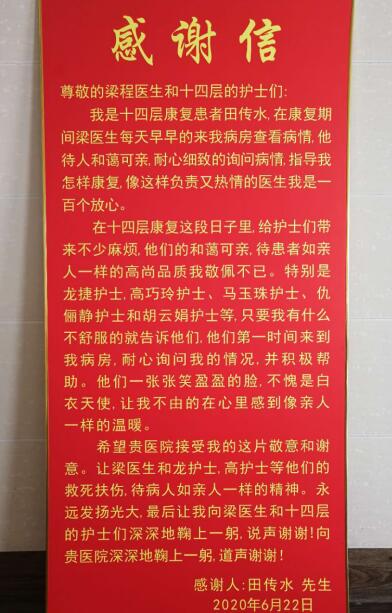 感谢信
尊敬的梁程医生和十四层的护士们:
我是十四层康复患者田传水,在康复期
间梁医生每天早早的来我病房查看病情,他
待人和蔼可亲,耐心细致的询问病情,指导我
怎样康复,像这样负责又热情的医生我是一
百个放心。
在十四层康复这段日子里,给护士们带
来不少麻烦,他们的和蔼可亲,待患者如亲
人一样的高尚品质我敬佩不已。特别是
龙捷护士,高巧玲护士、马玉珠护士、仇
俪静护士和胡云娟护士等,只要我有什么
不舒服的就告诉他们,他们第一时间来到
我病房,耐心询问我的情况,并积极帮
助。他们一张张笑盈盈的脸,不愧是白
衣天使,让我不由的在心里感到像亲人
一样的温暖。
希望贵医院接受我的这片敬意和谢
意。让梁医生和龙护士,高护士等他们的
救死扶伤,待病人如亲人一样的精神。永
远发扬光大,最后让我向梁医生和十四层
的护士们深深地鞠上一躬,说声谢谢!向
贵医院深深地鞠上一躬,道声谢谢!
感谢人:田传水 先生
2020年6月22日